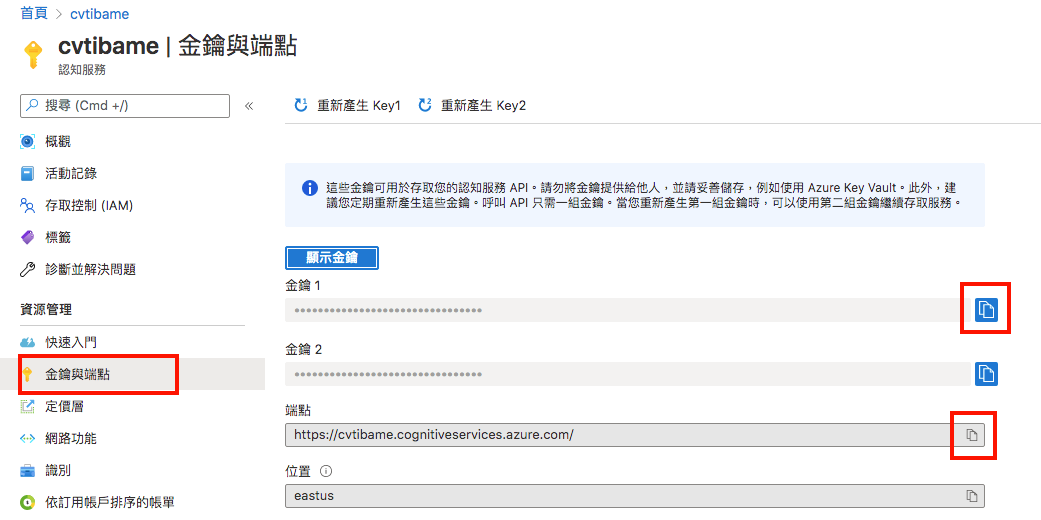 首頁 > cvtibame
cvtibame | 金鑰與端點
認知服務
搜尋 (Cmd +/)
«
概觀
活動記錄
存取控制 (IAM)
標籤
診斷並解決問題
資源管理
快速入門
金鑰與端點
定價層
網路功能
識別
依訂用帳戶排序的帳單
重新產生 Key1
重新產生 Key2
這些金鑰可用於存取您的認知服務 API。請勿將金鑰提供給他人，並請妥善儲存，例如使用 Azure Key Vault。此外，建
議您定期重新產生這些金鑰。呼叫 API 只需一組金鑰。當您重新產生第一組金鑰時，可以使用第二組金鑰繼續存取服務。
顯示金鑰
金鑰 1
••••••••••••••••••••••••••••••••
金鑰 2
••••••••••••••••••••••••••••••••
端點
https://cvtibame.cognitiveservices.azure.com/
位置
eastus